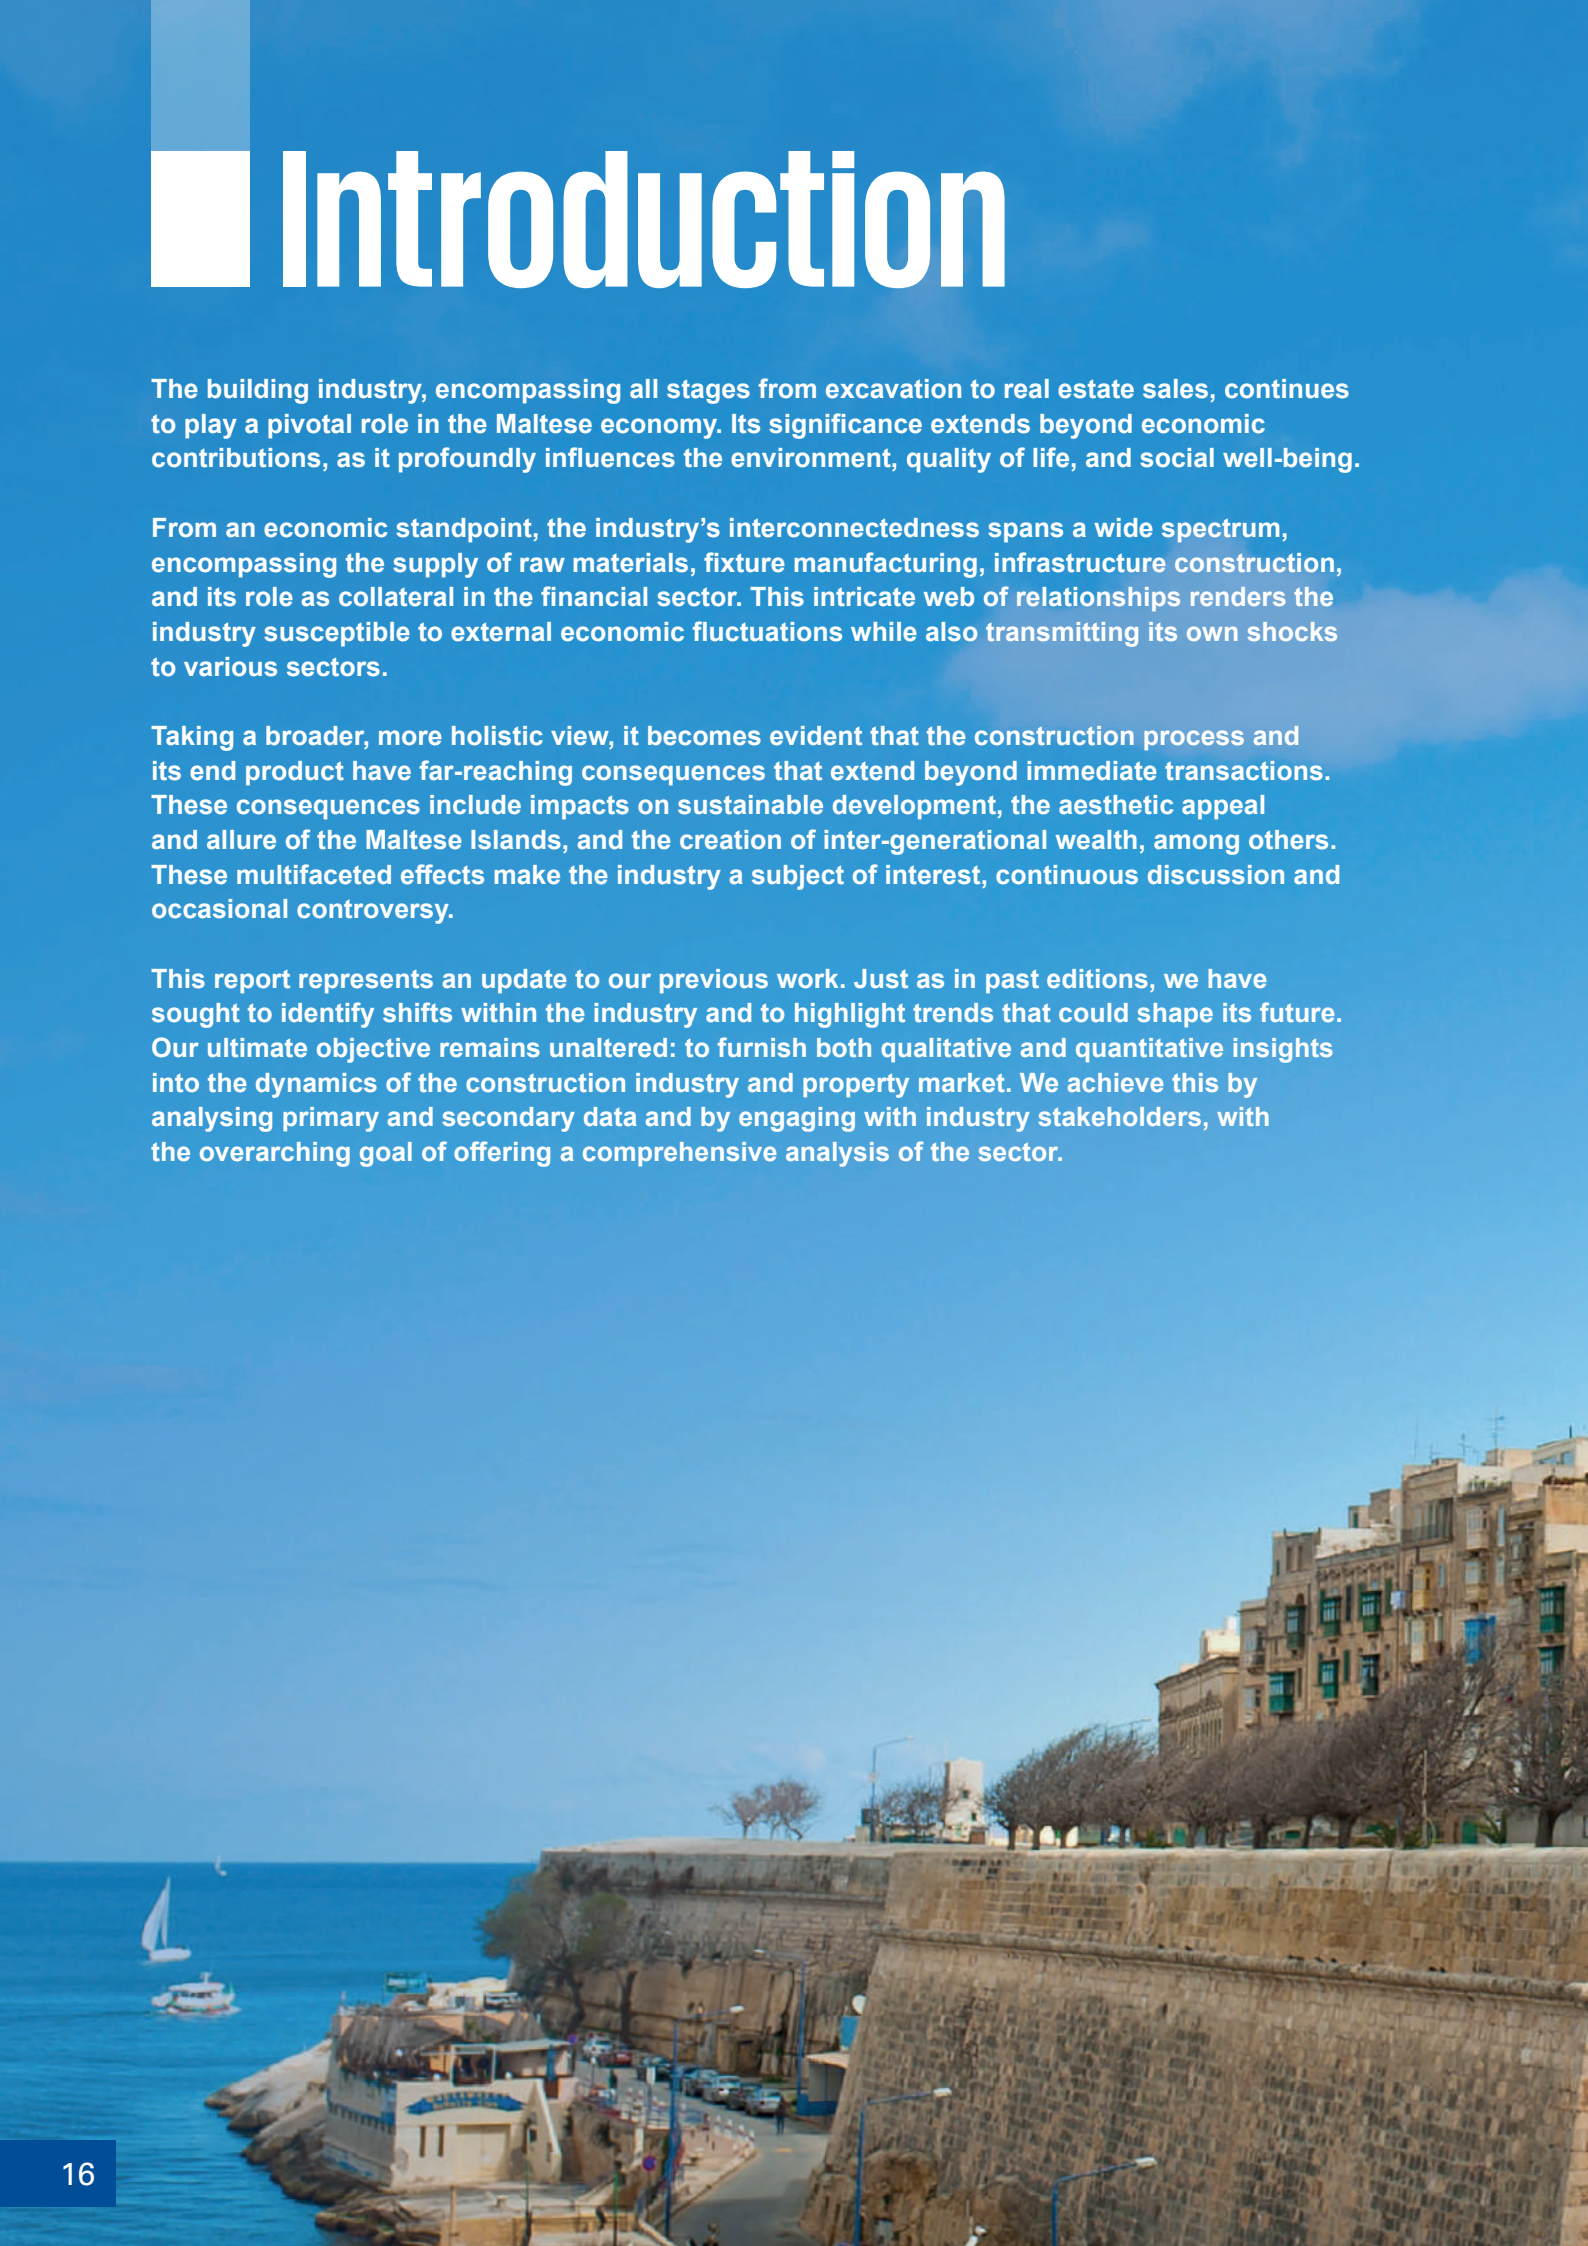 Introduction
The building industry, encompassing all stages from excavation to real estate sales, continues
to play a pivotal role in the Maltese economy. Its significance extends beyond economic
contributions, as it profoundly influences the environment, quality of life, and social well-being.
From an economic standpoint, the industry’s interconnectedness spans a wide spectrum,
encompassing the supply of raw materials, fixture manufacturing, infrastructure construction,
and its role as collateral in the financial sector. This intricate web of relationships renders the
industry susceptible to external economic fluctuations while also transmitting its own shocks
to various sectors.
Taking a broader, more holistic view, it becomes evident that the construction process and
its end product have far-reaching consequences that extend beyond immediate transactions.
These consequences include impacts on sustainable development, the aesthetic appeal
and allure of the Maltese Islands, and the creation of inter-generational wealth, among others.
These multifaceted effects make the industry a subject of interest, continuous discussion and
occasional controversy.
This report represents an update to our previous work. Just as in past editions, we have
sought to identify shifts within the industry and to highlight trends that could shape its future.
Our ultimate objective remains unaltered: to furnish both qualitative and quantitative insights
into the dynamics of the construction industry and property market. We achieve this by
analysing primary and secondary data and by engaging with industry stakeholders, with
the overarching goal of offering a comprehensive analysis of the sector.
16